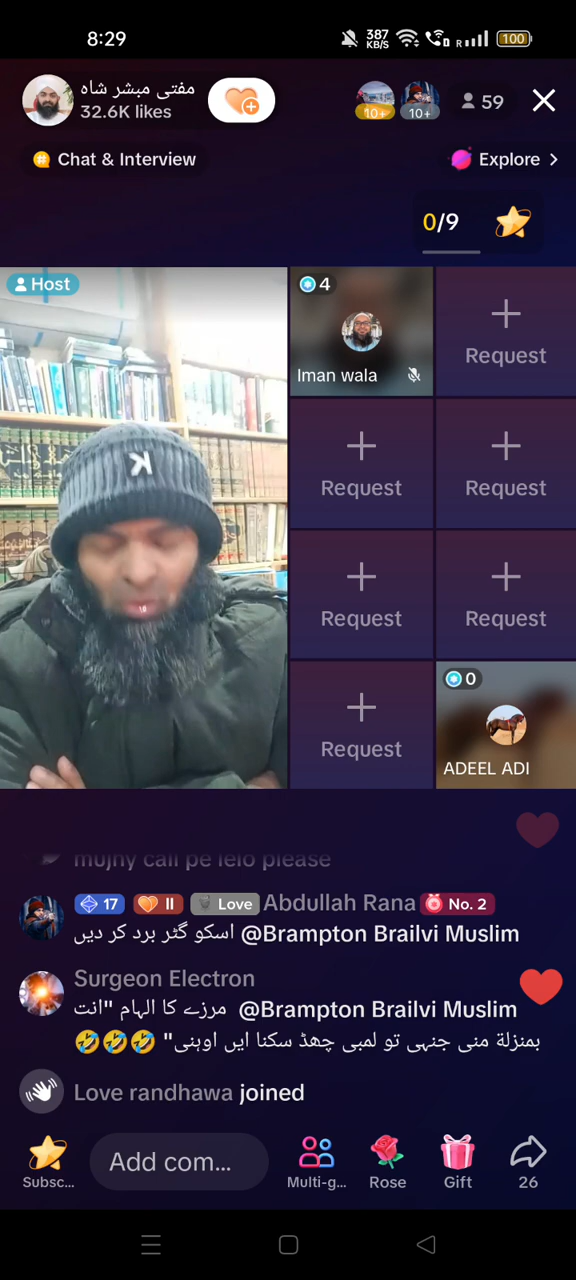 8:29
387
KB/S
R
100
مفتی مبشر شاہ
32.6K likes
10+
10+
59
Chat & Interview
Explore >
0/9
Host
4
Iman wala
Request
Request
Request
Request
Request
Request
0
ADEEL ADI
mujhy call pe lelo please
17
II
Love
Abdullah Rana
No. 2
@Brampton Brailvi Muslim اسکو گٹر برد کر دیں
Surgeon Electron
@Brampton Brailvi Muslim مرزے کا الہام "انت
بمنزلة منی جنہی تو لمبی چھڈ سکنا ایں اوہنی" 🤣🤣🤣
Love randhawa joined
Subsc...
Add com...
Multi-g...
Rose
Gift
26